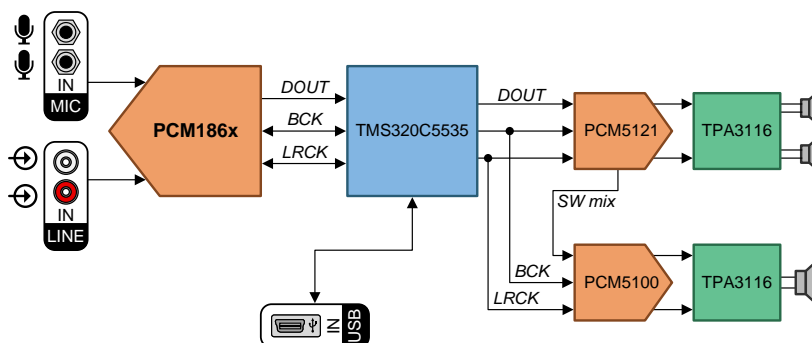 IN
MIC
IN
LINE
PCM186x
DOUT
BCK
LRCK
TMS320C5535
IN
USB
DOUT
PCM5121
TPA3116
SW mix
BCK
LRCK
PCM5100
TPA3116